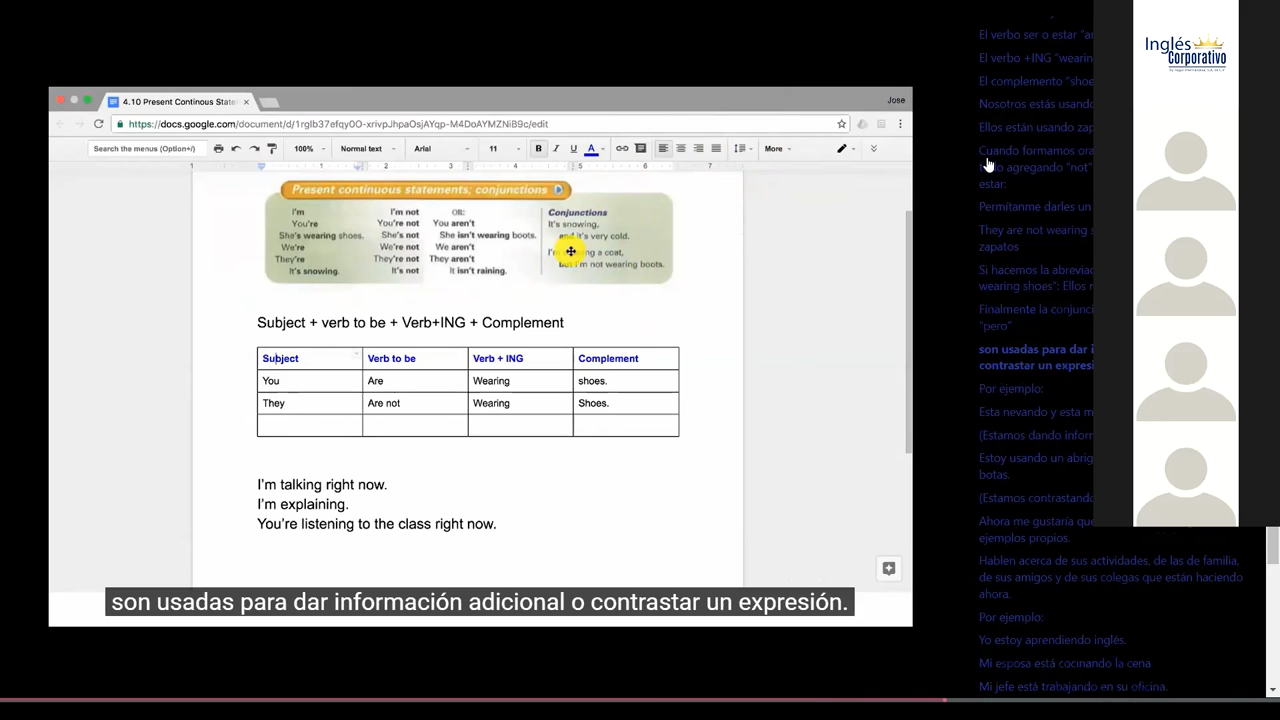 4.10 Present Continous State
Jose
https://docs.google.com/document/d/1rgIb37efqy0O-xrivpJhpaOsjAYqp-M4DoAYMZNiB9c/edit
Search the menus (Option+/)
100%
Normal text
Arial
11
B I U A
More
1 1 2 3 4 5 6 7
Present continuous statements; conjunctions
I'm I'm not OR: Conjunctions
You're You're not You aren't It's snowing,
She's wearing shoes. She's not She isn't wearing boots. and it's very cold.
We're We're not We aren't
They're They're not They aren't a coat,
It's snowing. It's not It isn't raining. but I'm not wearing boots.
Subject + verb to be + Verb+ING + Complement
Subject Verb to be Verb + ING Complement
You Are Wearing shoes.
They Are not Wearing Shoes.
I'm talking right now.
I'm explaining.
You're listening to the class right now.
son usadas para dar información adicional o contrastar un expresión.
El verbo ser o estar
El verbo +ING
El complemento
Nosotros estás usando
Ellos están usando
Cuando formamos
agregando "not"
estar:
Permítanme darles un
They are not wearing
zapatos
Si hacemos la
wearing shoes": Ellos
Finalmente la
"pero"
son usadas para dar
contrastar un
Por ejemplo:
Esta nevando y esta
(Estamos dando
Estoy usando un
botas.
(Estamos
Ahora me gustaría
ejemplos propios.
Hablen acerca de sus actividades, de las de familia,
de sus amigos y de sus colegas que están haciendo
ahora.
Por ejemplo:
Yo estoy aprendiendo inglés.
Mi esposa está cocinando la cena
Mi jefe está trabajando en su oficina.
Inglés
Corporativo